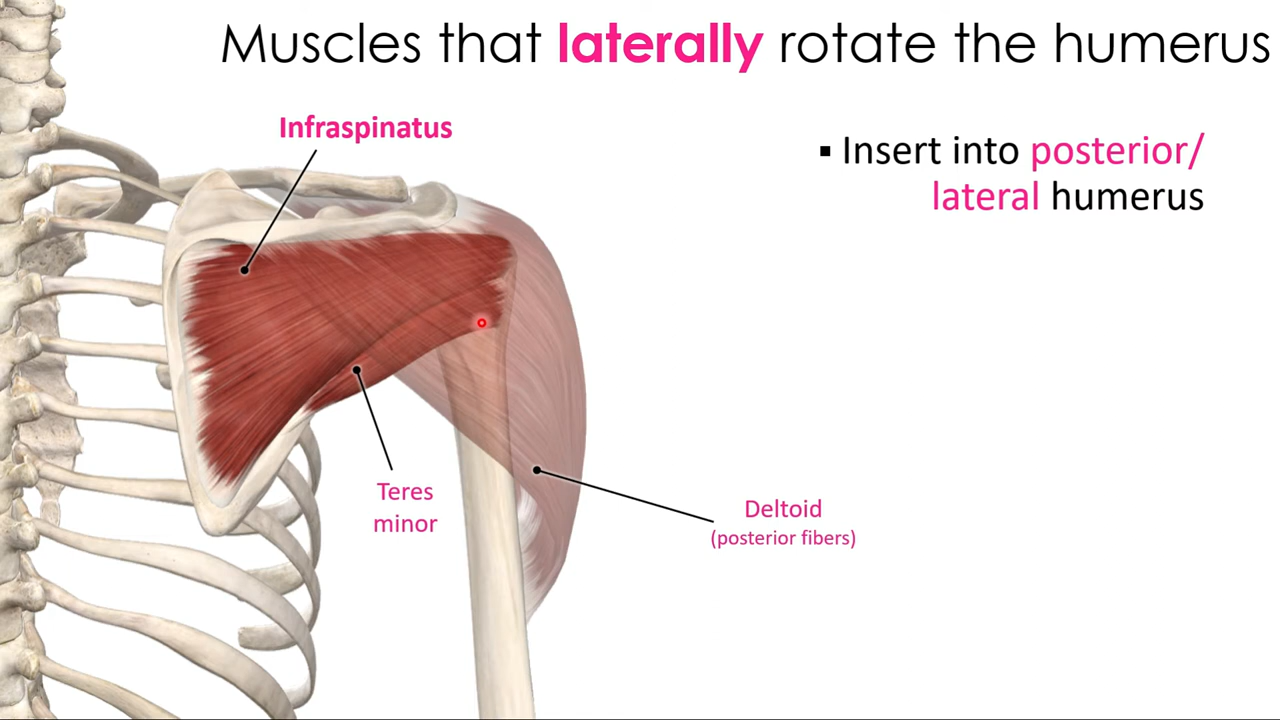 Muscles that laterally rotate the humerus
Infraspinatus
▪ Insert into posterior/
lateral humerus
Teres
minor
Deltoid
(posterior fibers)